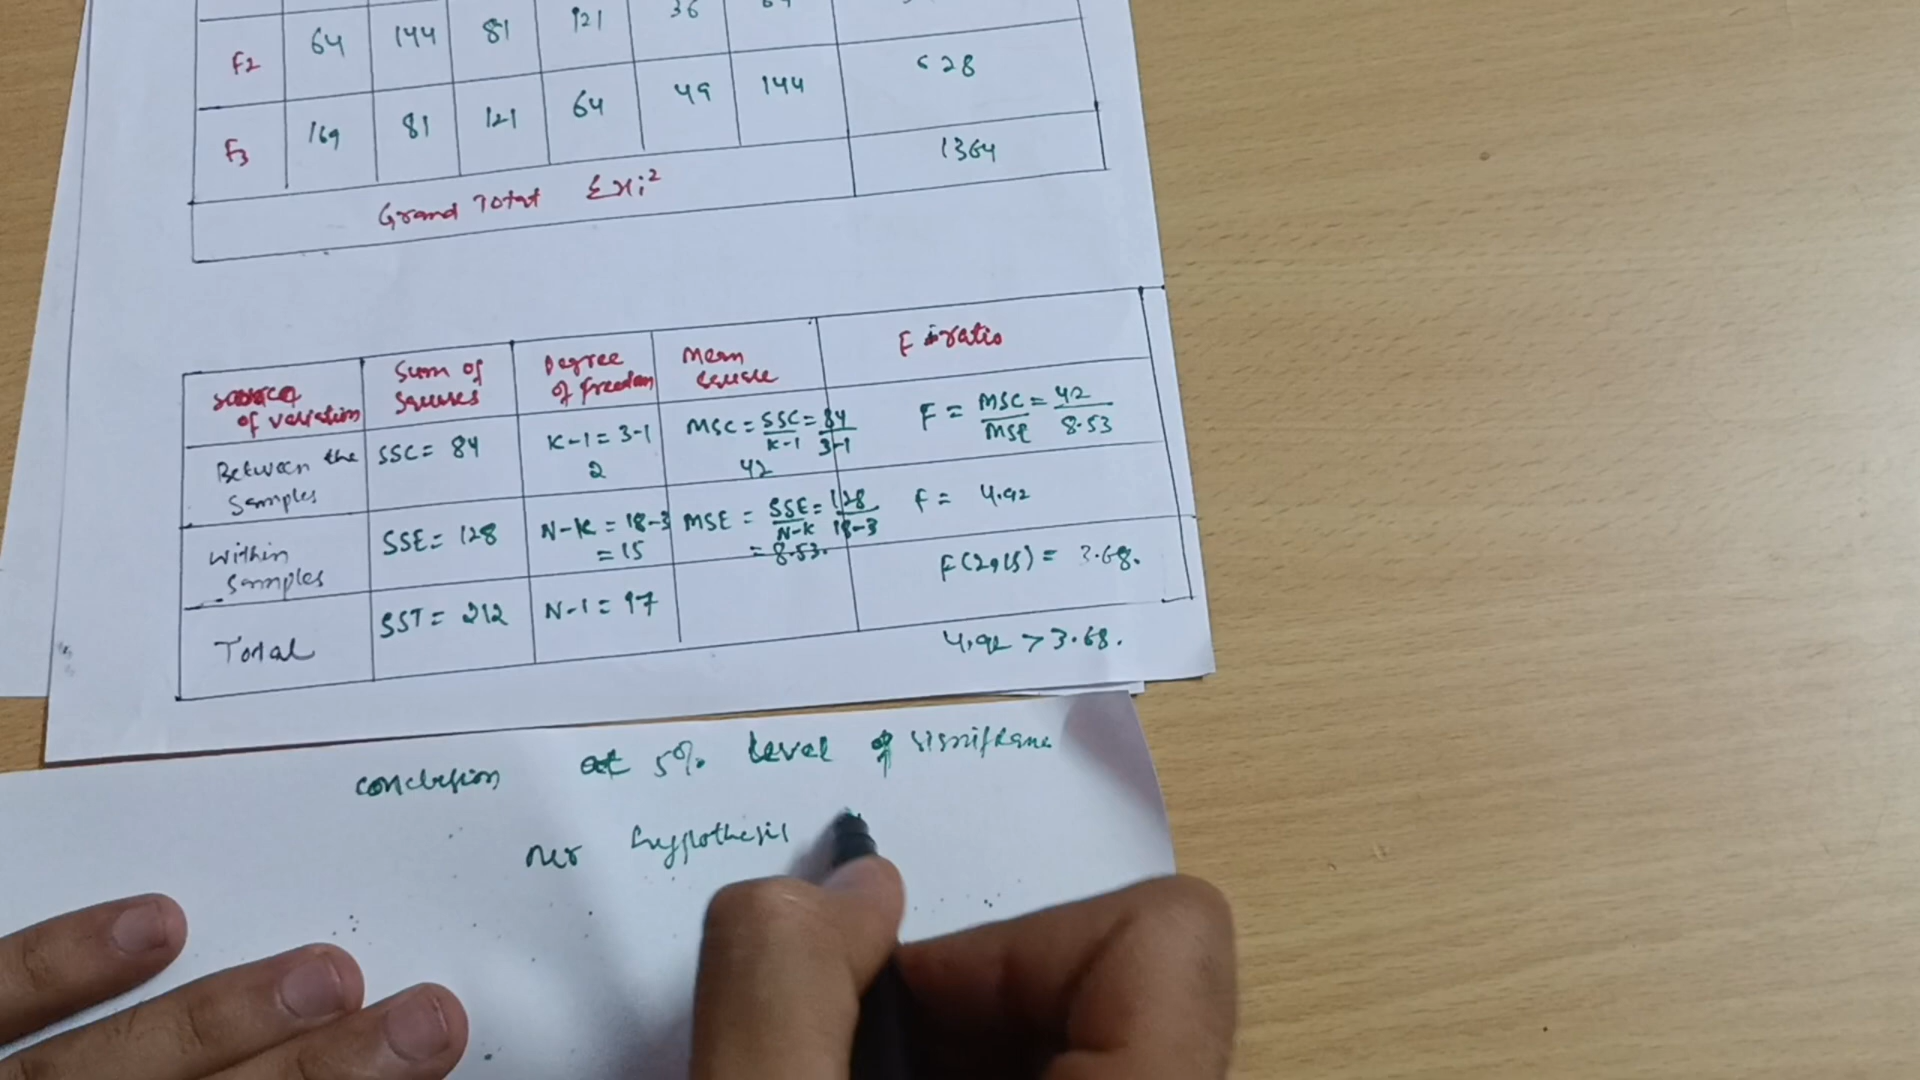 F2 64 144 81 121 36
F3 169 81 121 64 49 144 628
Grand Total Σxi² 1364
source of variation Sum of squares Degree of freedom Mean square F ratio
Between the samples SSC = 84 K-1 = 3-1 2 MSC = SSC/K-1 = 84/3-1 42 F = MSC/MSE = 42/8.53
Within samples SSE = 128 N-K = 18-3 = 15 MSE = SSE/N-K = 128/18-3 = 8.53. F = 4.92
F(2,15) = 3.68.
Total SST = 212 N-1 = 17
4.92 > 3.68.
conclusion at 5% level of
hypothesis